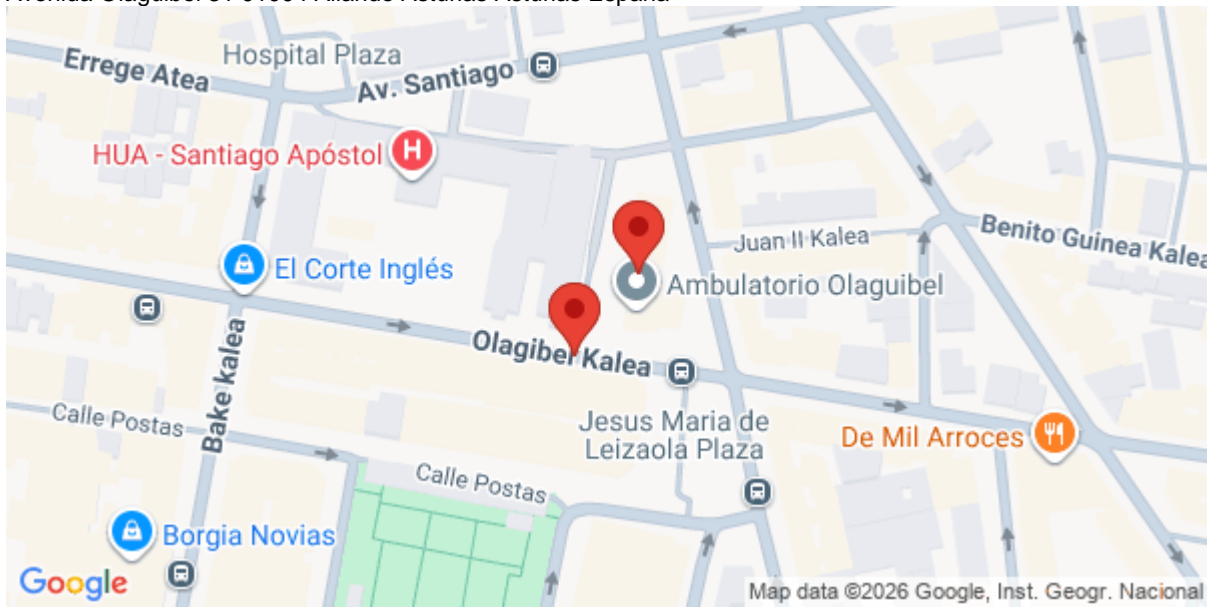 Errege Atea
Hospital Plaza
Av. Santiago
HUA - Santiago Apóstol
H
Juan II Kalea
Benito Guinea Kalea
El Corte Inglés
Ambulatorio Olaguibel
Olagibel Kalea
Bake kalea
Calle Postas
Jesus Maria de
Leizaola Plaza
De Mil Arroces
Calle Postas
Borgia Novias
Google
Map data ©2026 Google, Inst. Geogr. Nacional